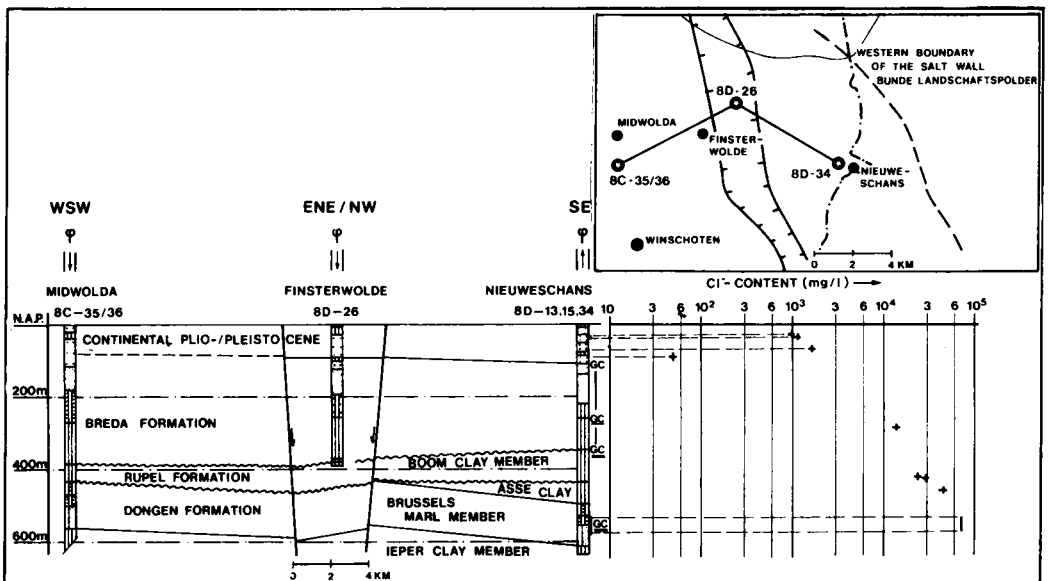 WESTERN BOUNDARY
OF THE SALT WALL
BUNDE LANDSCHAFTSPOLDER
8D-26
MIDWOLDA
FINSTER-
WOLDE
8C-35/36
8D-34
NIEUWE-
SCHANS
WINSCHOTEN
0 2 4 KM
WSW
ENE / NW
SE
φ φ φ
MIDWOLDA
FINSTERWOLDE
NIEUWESCHANS
Cl⁻-CONTENT (mg/l)
N.A.P.
8C-35/36
8D-26
8D-13,15,34
10 3 6 10² 3 6 10³ 3 6 10⁴ 3 6 10⁵
CONTINENTAL PLIO-/PLEISTOCENE
GC
200m
BREDA FORMATION
GC
GC
400m
BOOM CLAY MEMBER
RUPEL FORMATION
ASSE CLAY
DONGEN FORMATION
BRUSSELS
MARL MEMBER
GC
600m
IEPER CLAY MEMBER
0 2 4 KM